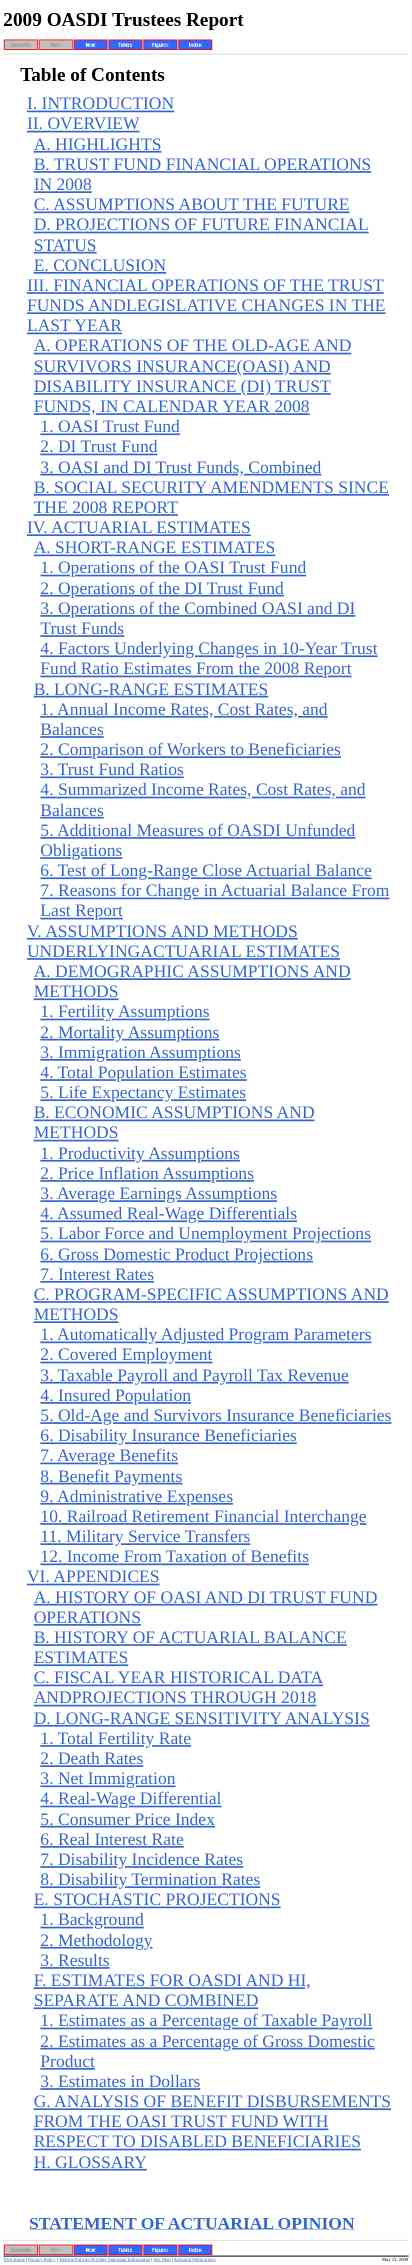 2009 OASDI Trustees Report
Next Tables Figures Index
Table of Contents
I. INTRODUCTION
II. OVERVIEW
A. HIGHLIGHTS
B. TRUST FUND FINANCIAL OPERATIONS
IN 2008
C. ASSUMPTIONS ABOUT THE FUTURE
D. PROJECTIONS OF FUTURE FINANCIAL
STATUS
E. CONCLUSION
III. FINANCIAL OPERATIONS OF THE TRUST
FUNDS ANDLEGISLATIVE CHANGES IN THE
LAST YEAR
A. OPERATIONS OF THE OLD-AGE AND
SURVIVORS INSURANCE(OASI) AND
DISABILITY INSURANCE (DI) TRUST
FUNDS, IN CALENDAR YEAR 2008
1. OASI Trust Fund
2. DI Trust Fund
3. OASI and DI Trust Funds, Combined
B. SOCIAL SECURITY AMENDMENTS SINCE
THE 2008 REPORT
IV. ACTUARIAL ESTIMATES
A. SHORT-RANGE ESTIMATES
1. Operations of the OASI Trust Fund
2. Operations of the DI Trust Fund
3. Operations of the Combined OASI and DI
Trust Funds
4. Factors Underlying Changes in 10-Year Trust
Fund Ratio Estimates From the 2008 Report
B. LONG-RANGE ESTIMATES
1. Annual Income Rates, Cost Rates, and
Balances
2. Comparison of Workers to Beneficiaries
3. Trust Fund Ratios
4. Summarized Income Rates, Cost Rates, and
Balances
5. Additional Measures of OASDI Unfunded
Obligations
6. Test of Long-Range Close Actuarial Balance
7. Reasons for Change in Actuarial Balance From
Last Report
V. ASSUMPTIONS AND METHODS
UNDERLYINGACTUARIAL ESTIMATES
A. DEMOGRAPHIC ASSUMPTIONS AND
METHODS
1. Fertility Assumptions
2. Mortality Assumptions
3. Immigration Assumptions
4. Total Population Estimates
5. Life Expectancy Estimates
B. ECONOMIC ASSUMPTIONS AND
METHODS
1. Productivity Assumptions
2. Price Inflation Assumptions
3. Average Earnings Assumptions
4. Assumed Real-Wage Differentials
5. Labor Force and Unemployment Projections
6. Gross Domestic Product Projections
7. Interest Rates
C. PROGRAM-SPECIFIC ASSUMPTIONS AND
METHODS
1. Automatically Adjusted Program Parameters
2. Covered Employment
3. Taxable Payroll and Payroll Tax Revenue
4. Insured Population
5. Old-Age and Survivors Insurance Beneficiaries
6. Disability Insurance Beneficiaries
7. Average Benefits
8. Benefit Payments
9. Administrative Expenses
10. Railroad Retirement Financial Interchange
11. Military Service Transfers
12. Income From Taxation of Benefits
VI. APPENDICES
A. HISTORY OF OASI AND DI TRUST FUND
OPERATIONS
B. HISTORY OF ACTUARIAL BALANCE
ESTIMATES
C. FISCAL YEAR HISTORICAL DATA
ANDPROJECTIONS THROUGH 2018
D. LONG-RANGE SENSITIVITY ANALYSIS
1. Total Fertility Rate
2. Death Rates
3. Net Immigration
4. Real-Wage Differential
5. Consumer Price Index
6. Real Interest Rate
7. Disability Incidence Rates
8. Disability Termination Rates
E. STOCHASTIC PROJECTIONS
1. Background
2. Methodology
3. Results
F. ESTIMATES FOR OASDI AND HI,
SEPARATE AND COMBINED
1. Estimates as a Percentage of Taxable Payroll
2. Estimates as a Percentage of Gross Domestic
Product
3. Estimates in Dollars
G. ANALYSIS OF BENEFIT DISBURSEMENTS
FROM THE OASI TRUST FUND WITH
RESPECT TO DISABLED BENEFICIARIES
H. GLOSSARY
STATEMENT OF ACTUARIAL OPINION
Next Tables Figures Index